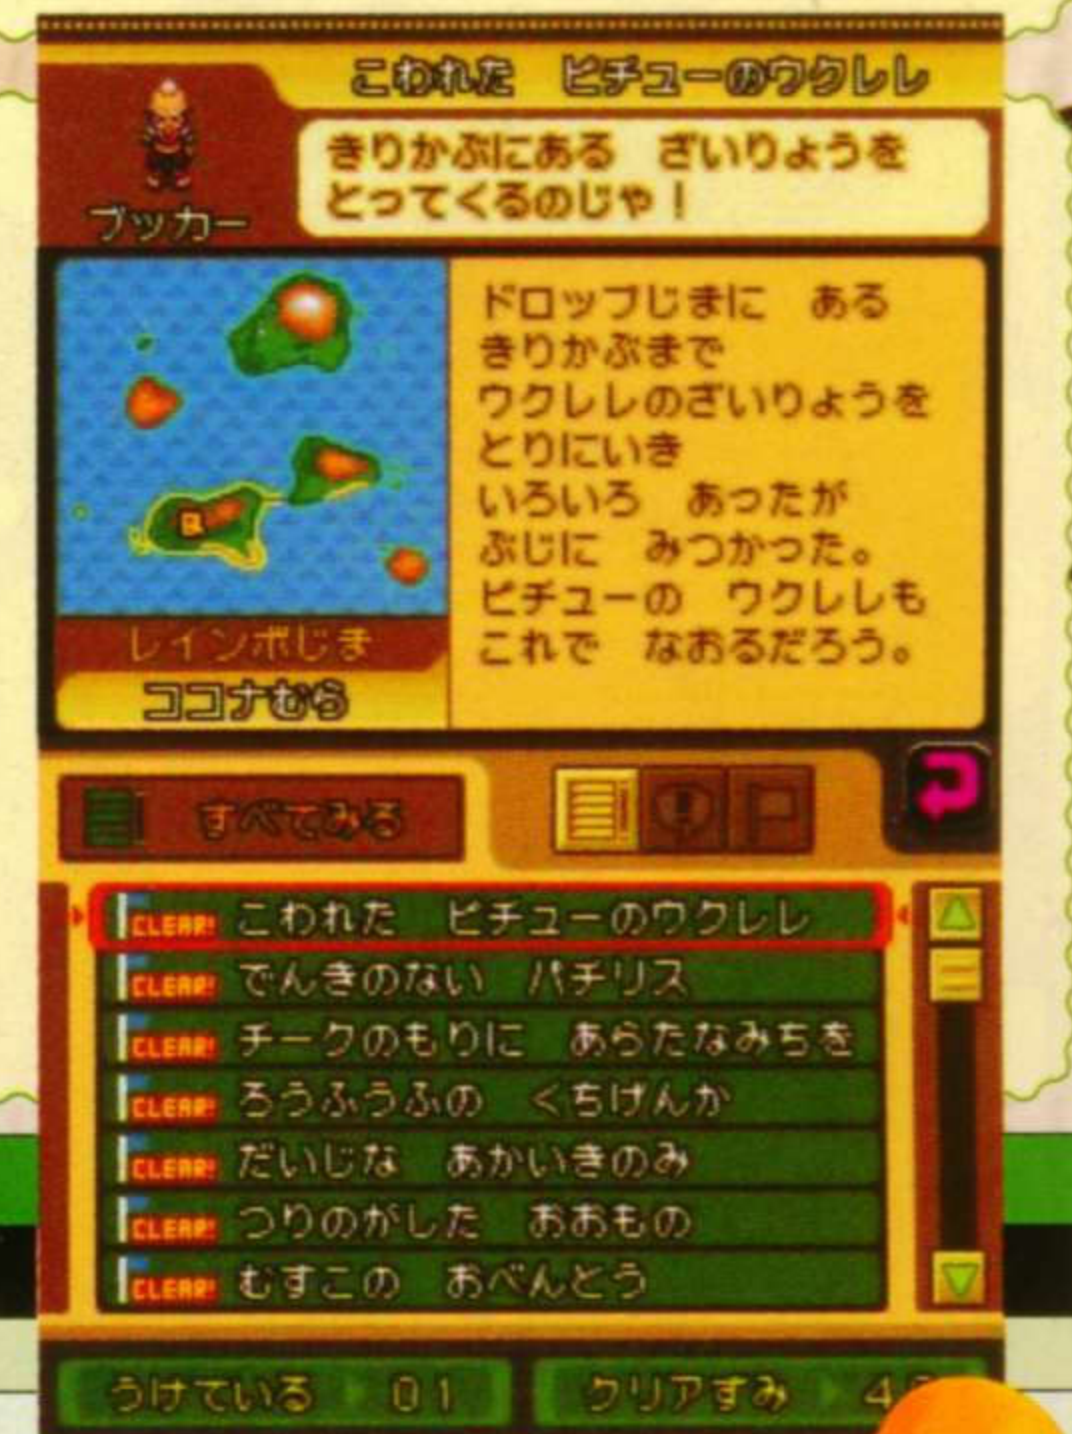 こわれた　ピチューのウクレレ
きりかぶにある　ざいりょうを
とってくるのじゃ！
ブッカー
ドロップじまに　ある
きりかぶまで
ウクレレのざいりょうを
とりにいき
いろいろ　あったが
ぶじに　みつかった。
ピチューの　ウクレレも
これで　なおるだろう。
レインボじま
ココナむら
すべてみる
CLEAR! こわれた　ピチューのウクレレ
CLEAR! でんきのない　パチリス
CLEAR! チークのもりに　あらたなみちを
CLEAR! ろうふうふの　くちげんか
CLEAR! だいじな　あかいきのみ
CLEAR! つりのがした　おおもの
CLEAR! むすこの　おべんとう
うけている 01
クリアずみ 4